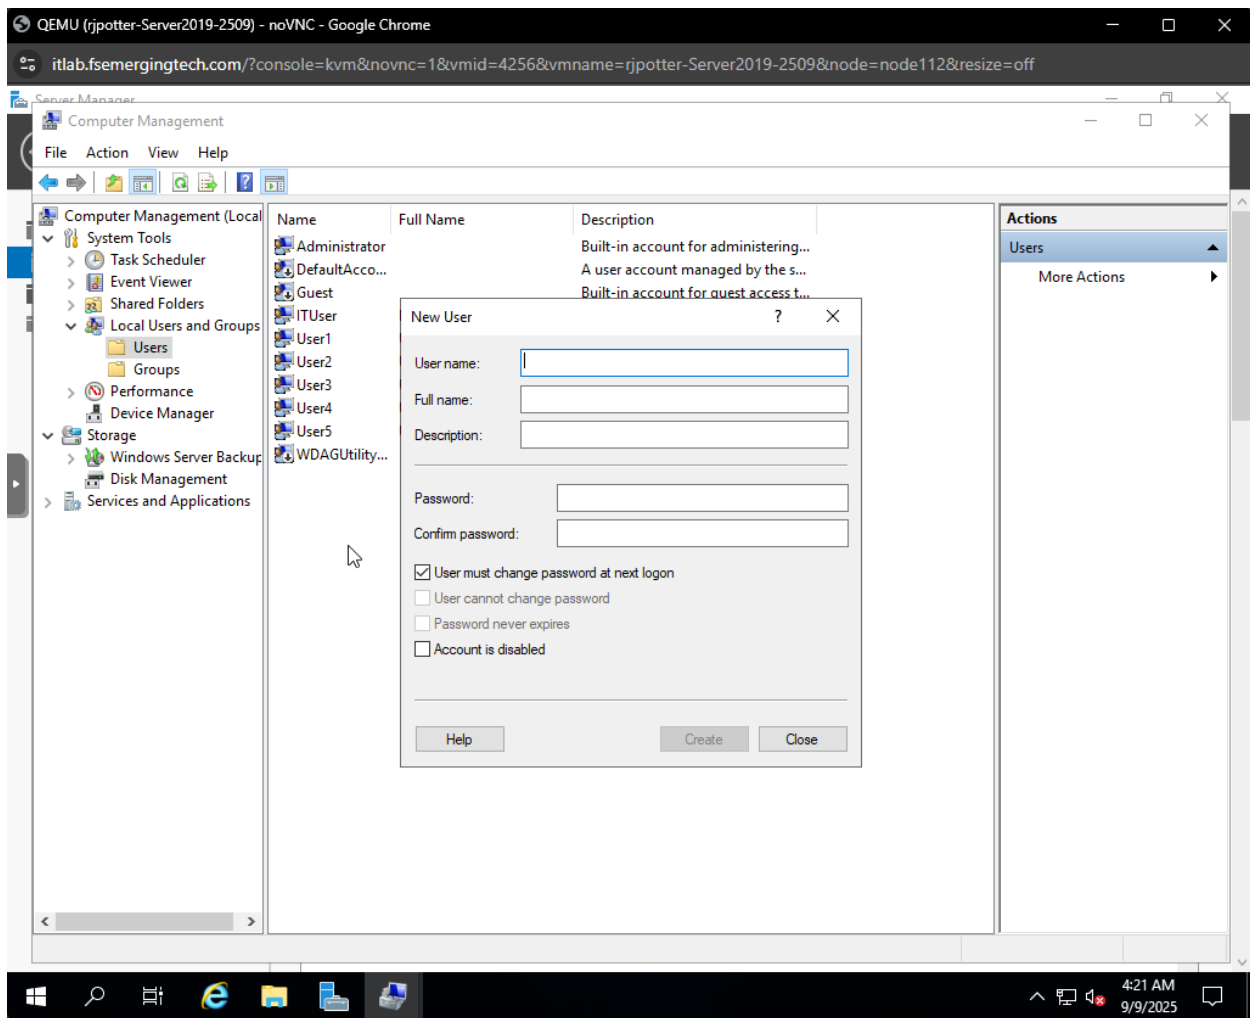 QEMU (rjpotter-Server2019-2509) - noVNC - Google Chrome
itlab.fsemergingtech.com/?console=kvm&novnc=1&vmid=4256&vmname=rjpotter-Server2019-2509&node=node112&resize=off
Server Manager
Computer Management
File Action View Help
Computer Management (Local
System Tools
Task Scheduler
Event Viewer
Shared Folders
Local Users and Groups
Users
Groups
Performance
Device Manager
Storage
Windows Server Backup
Disk Management
Services and Applications
Name Full Name Description
Administrator Built-in account for administering...
DefaultAcco... A user account managed by the s...
Guest Built-in account for guest access t...
ITUser
User1
User2
User3
User4
User5
WDAGUtility...
New User ?
User name:
Full name:
Description:
Password:
Confirm password:
User must change password at next logon
User cannot change password
Password never expires
Account is disabled
Help Create Close
Actions
Users
More Actions
4:21 AM
9/9/2025